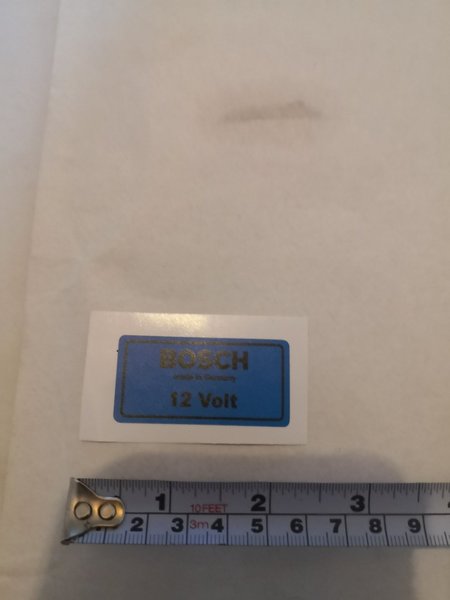 BOSCH
made in Germany
12 Volt
1 10FEET 2 3 4
2 3 3m 4 5 6 7 8 9